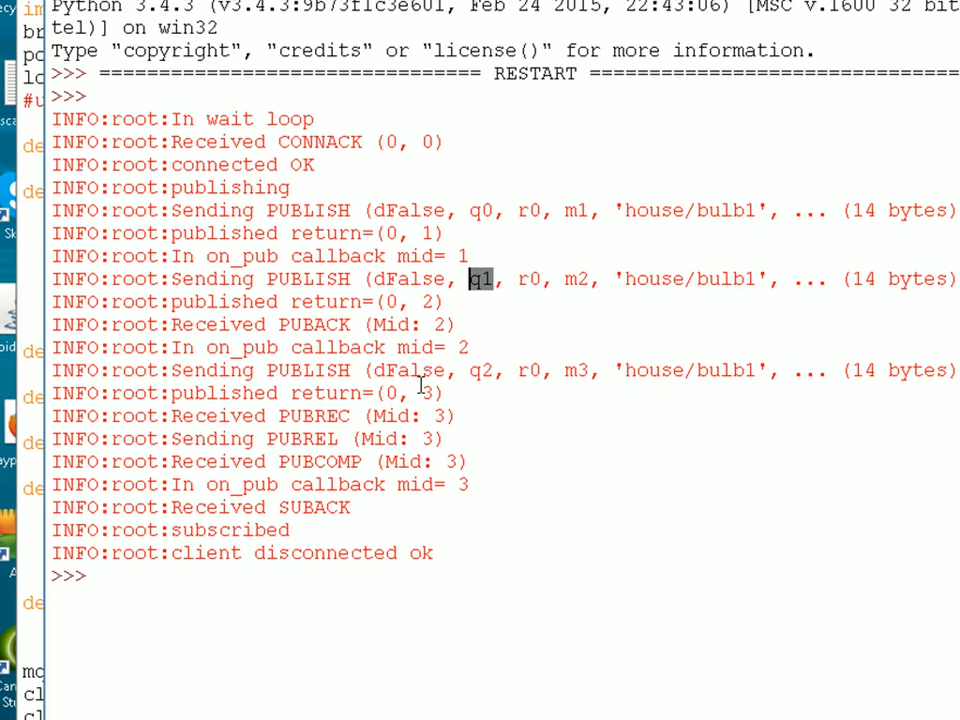 Python 3.4.3 (v3.4.3:9b73f1c3e601, Feb 24 2015, 22:43:06) [MSC v.1600 32 bit
tel)] on win32
Type "copyright", "credits" or "license()" for more information.
>>> ================================ RESTART ===============================
>>>
INFO:root:In wait loop
INFO:root:Received CONNACK (0, 0)
INFO:root:connected OK
INFO:root:publishing
INFO:root:Sending PUBLISH (dFalse, q0, r0, m1, 'house/bulb1', ... (14 bytes)
INFO:root:published return=(0, 1)
INFO:root:In on_pub callback mid= 1
INFO:root:Sending PUBLISH (dFalse, q1, r0, m2, 'house/bulb1', ... (14 bytes)
INFO:root:published return=(0, 2)
INFO:root:Received PUBACK (Mid: 2)
INFO:root:In on_pub callback mid= 2
INFO:root:Sending PUBLISH (dFalse, q2, r0, m3, 'house/bulb1', ... (14 bytes)
INFO:root:published return=(0, 3)
INFO:root:Received PUBREC (Mid: 3)
INFO:root:Sending PUBREL (Mid: 3)
INFO:root:Received PUBCOMP (Mid: 3)
INFO:root:In on_pub callback mid= 3
INFO:root:Received SUBACK
INFO:root:subscribed
INFO:root:client disconnected ok
>>>